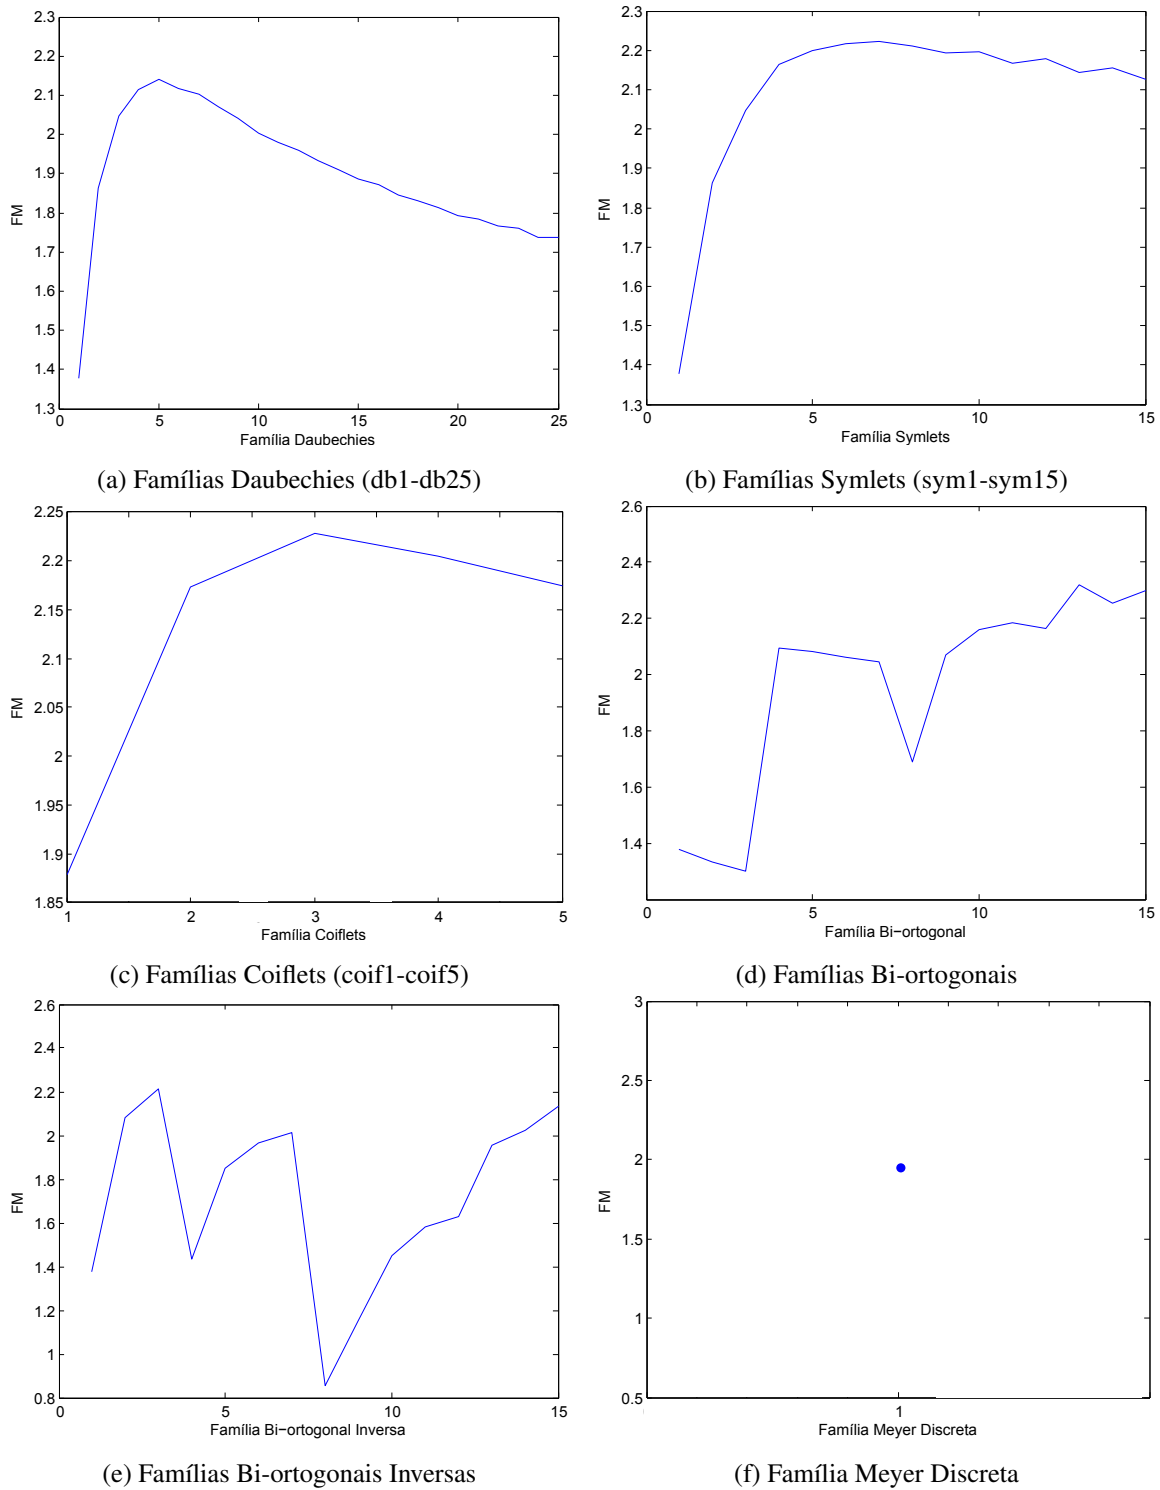 2.3
2.2
2.1
2
1.9
1.8
1.7
1.6
1.5
1.4
1.3
FM
0 5 10 15 20 25
Família Daubechies
(a) Famílias Daubechies (db1-db25)
2.3
2.2
2.1
2
1.9
1.8
1.7
1.6
1.5
1.4
1.3
FM
0 5 10 15
Família Symlets
(b) Famílias Symlets (sym1-sym15)
2.25
2.2
2.15
2.1
2.05
2
1.95
1.9
1.85
FM
1 2 3 4 5
Família Coiflets
(c) Famílias Coiflets (coif1-coif5)
2.6
2.4
2.2
2
1.8
1.6
1.4
FM
0 5 10 15
Família Bi−ortogonal
(d) Famílias Bi-ortogonais
2.6
2.4
2.2
2
1.8
1.6
1.4
1.2
1
0.8
FM
0 5 10 15
Família Bi−ortogonal Inversa
(e) Famílias Bi-ortogonais Inversas
3
2.5
2
1.5
1
0.5
FM
1
Família Meyer Discreta
(f) Família Meyer Discreta